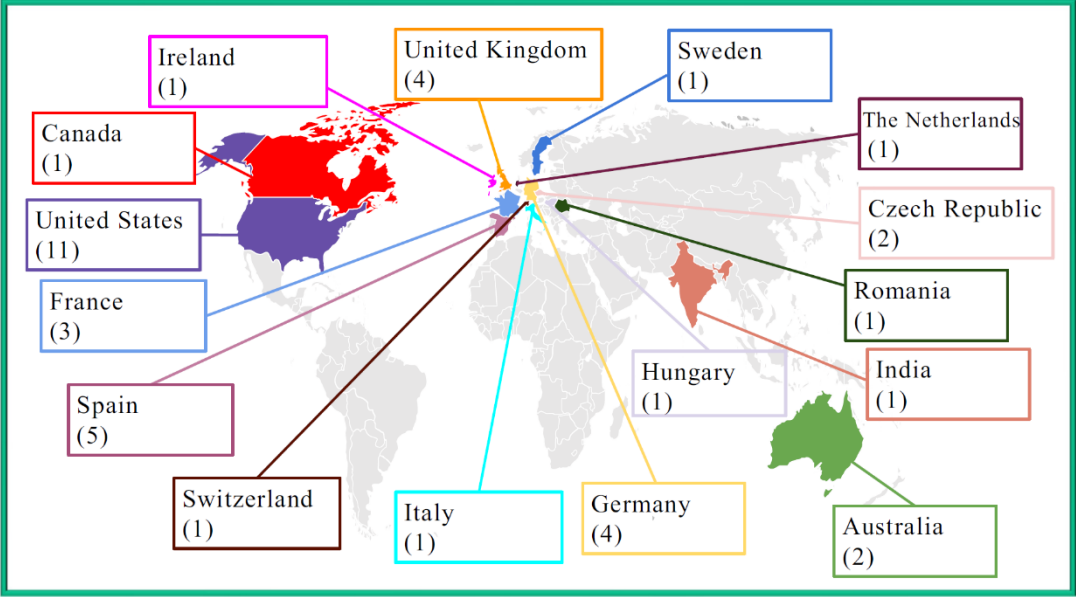 Ireland
(1)
United Kingdom
(4)
Sweden
(1)
Canada
(1)
The Netherlands
(1)
United States
(11)
Czech Republic
(2)
France
(3)
Romania
(1)
Hungary
(1)
India
(1)
Spain
(5)
Switzerland
(1)
Italy
(1)
Germany
(4)
Australia
(2)